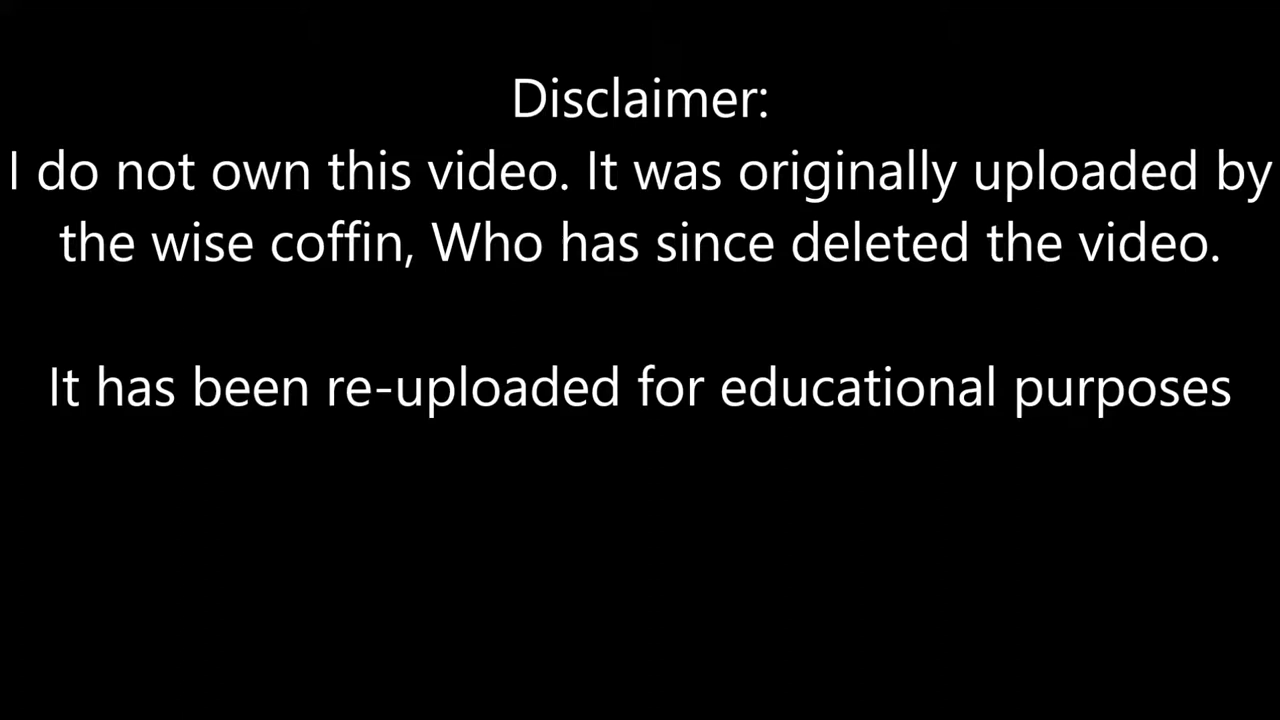 Disclaimer:
I do not own this video. It was originally uploaded by
the wise coffin, Who has since deleted the video.
It has been re-uploaded for educational purposes